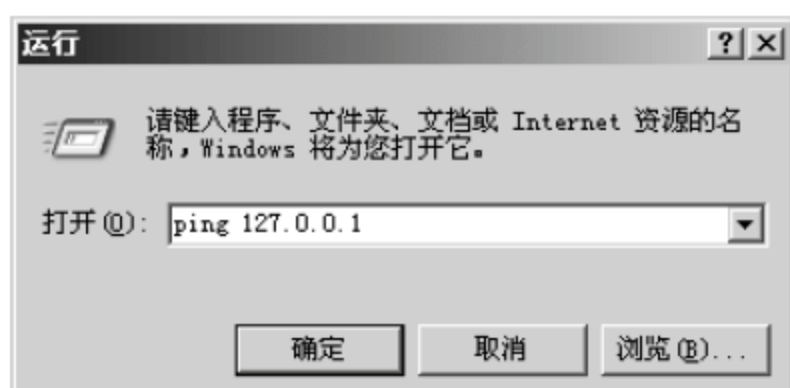 运行
?
×
请键入程序、文件夹、文档或 Internet 资源的名
称，Windows 将为您打开它。
打开(O): ping 127.0.0.1
确定 取消 浏览(B)...